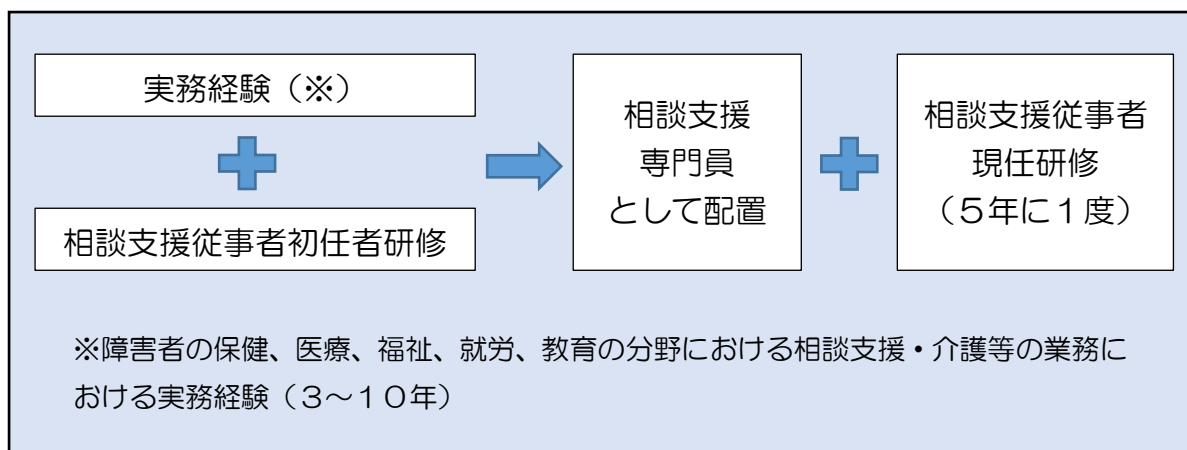 実務経験（※）
相談支援従事者初任者研修
相談支援
専門員
として配置
相談支援従事者
現任研修
（５年に１度）
※障害者の保健、医療、福祉、就労、教育の分野における相談支援・介護等の業務に
おける実務経験（３～１０年）